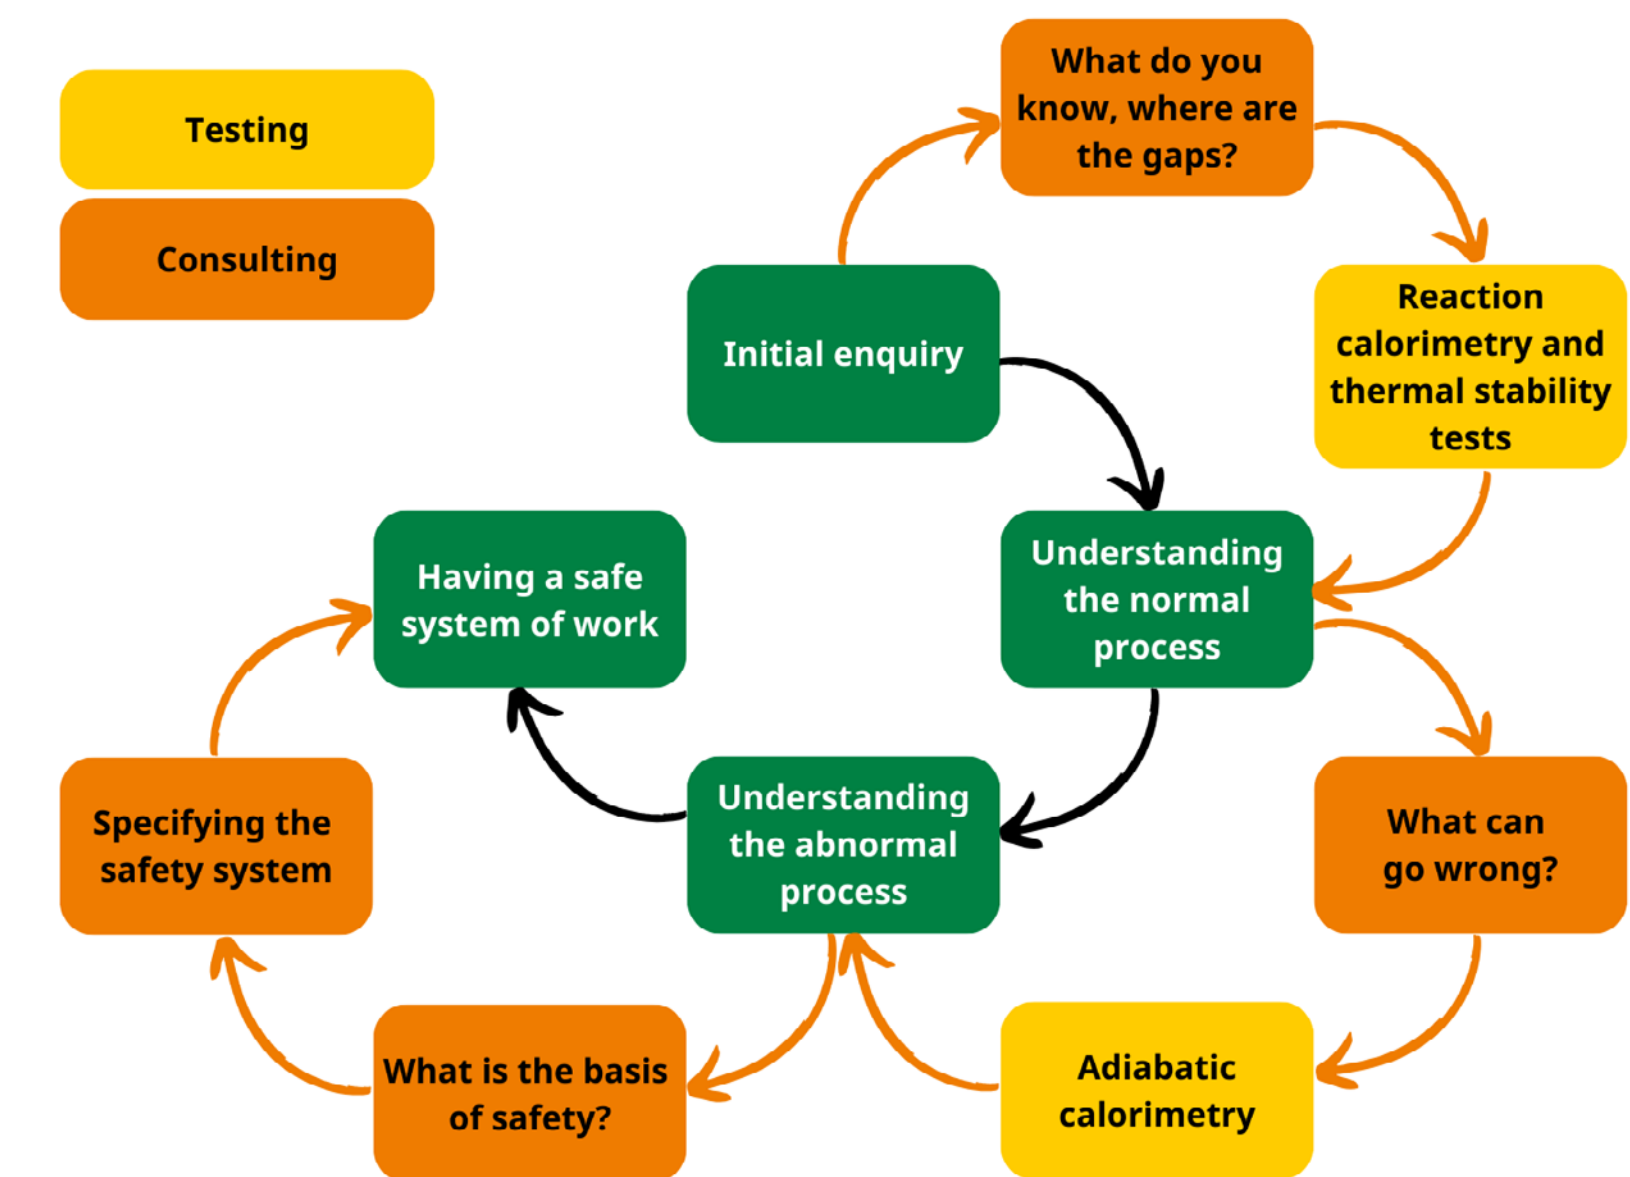 Testing
Consulting
What do you
know, where are
the gaps?
Initial enquiry
Reaction
calorimetry and
thermal stability
tests
Understanding
the normal
process
Having a safe
system of work
Understanding
the abnormal
process
What can
go wrong?
Specifying the
safety system
What is the basis
of safety?
Adiabatic
calorimetry